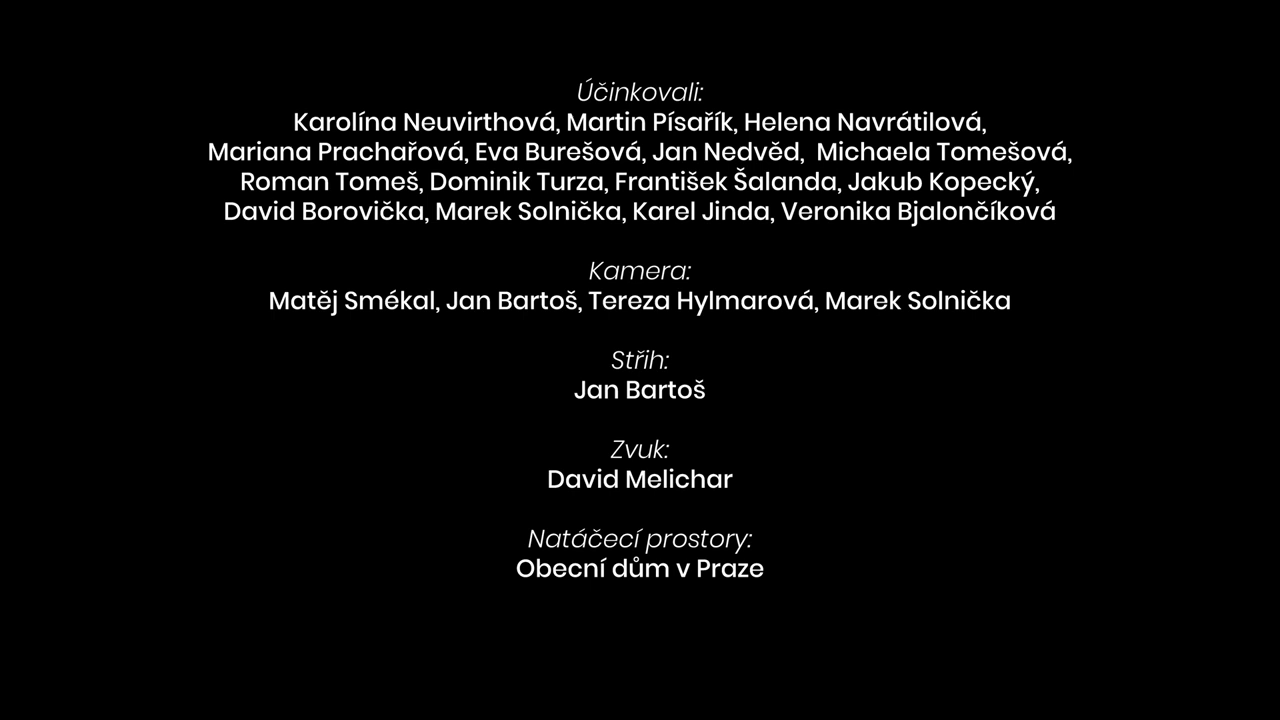 Účinkovali:
Karolína Neuvirthová, Martin Písařík, Helena Navrátilová,
Mariana Prachařová, Eva Burešová, Jan Nedvěd,  Michaela Tomešová,
Roman Tomeš, Dominik Turza, František Šalanda, Jakub Kopecký,
David Borovička, Marek Solnička, Karel Jinda, Veronika Bjalončíková
Kamera:
Matěj Smékal, Jan Bartoš, Tereza Hylmarová, Marek Solnička
Střih:
Jan Bartoš
Zvuk:
David Melichar
Natáčecí prostory:
Obecní dům v Praze